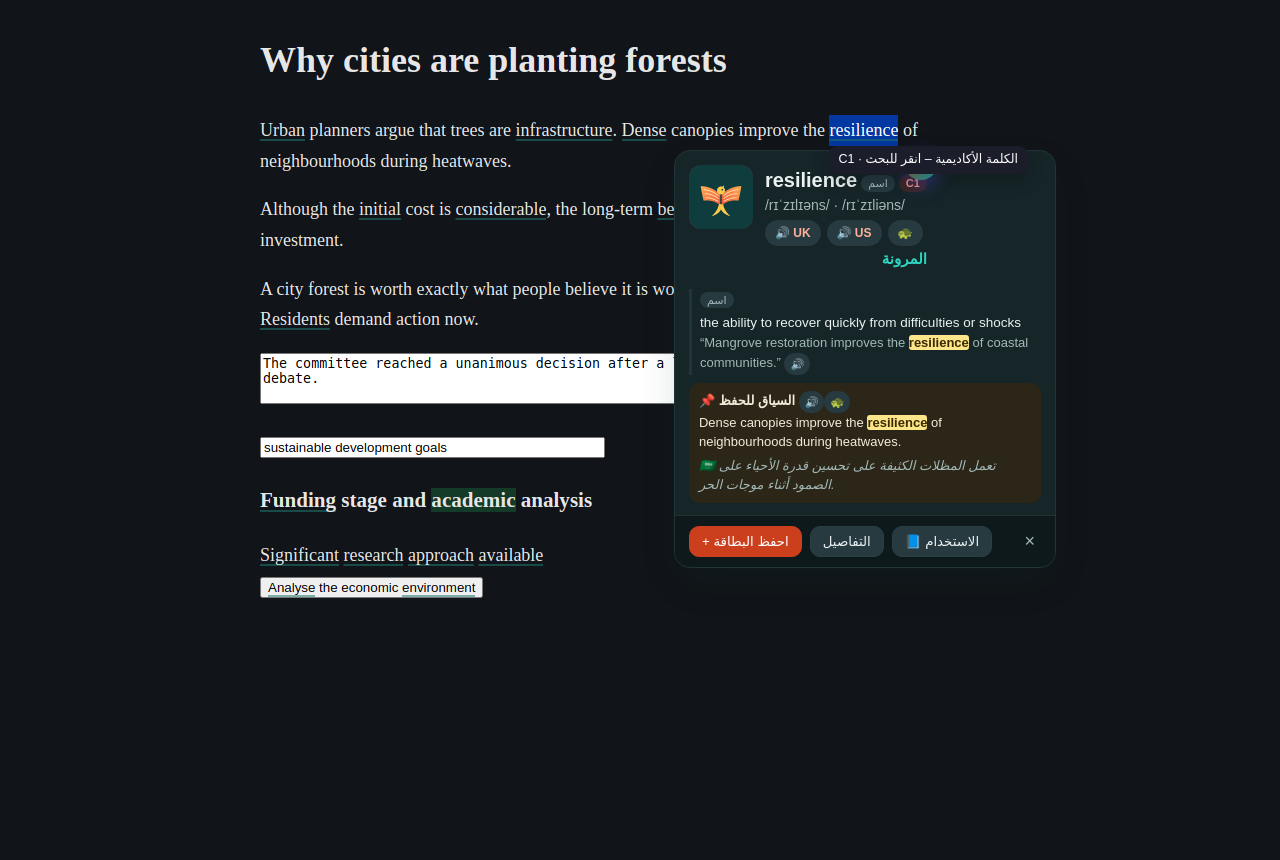 Why cities are planting forests
Urban planners argue that trees are infrastructure. Dense canopies improve the resilience of
neighbourhoods during heatwaves.
Although the initial cost is considerable, the long-term
investment.
A city forest is worth exactly what people believe it is
Residents demand action now.
The committee reached a unanimous decision after a
debate.
sustainable development goals
Funding stage and academic analysis
Significant research approach available
Analyse the economic environment
الكلمة الأكاديمية – انقر للبحث · C1
resilience اسم C1
/rɪˈzɪlɪəns/ · /rɪˈzɪliəns/
🔊 UK 🔊 US 🐢
المرونة
اسم
the ability to recover quickly from difficulties or shocks
“Mangrove restoration improves the resilience of coastal
communities.” 🔊
📌 السياق للحفظ 🔊 🐢
Dense canopies improve the resilience of
neighbourhoods during heatwaves.
🇸🇦 تعمل المظلات الكثيفة على تحسين قدرة الأحياء على
الصمود أثناء موجات الحر.
+ احفظ البطاقة التفاصيل 📘 الاستخدام ×